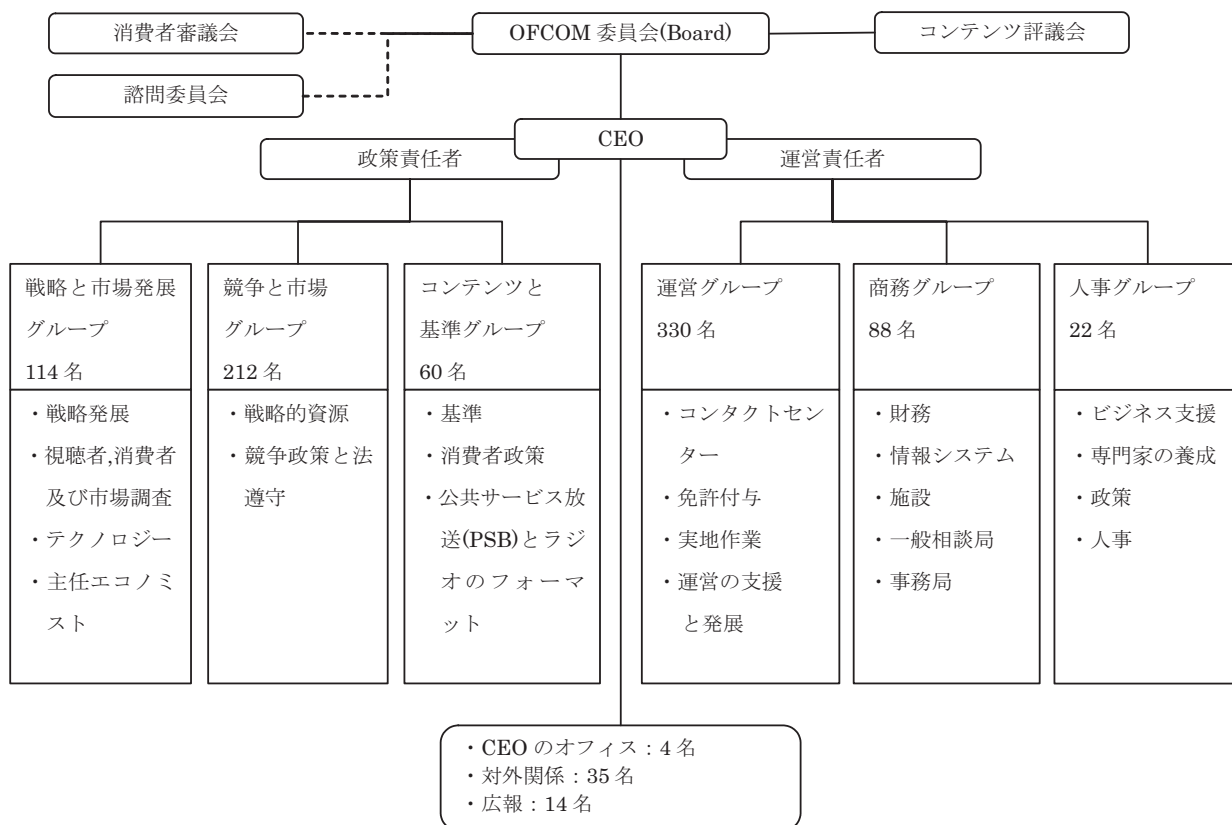 消費者審議会
OFCOM 委員会(Board)
コンテンツ評議会
諮問委員会
CEO
政策責任者
運営責任者
戦略と市場発展
グループ
114 名
・戦略発展
・視聴者,消費者
及び市場調査
・テクノロジー
・主任エコノミ
スト
競争と市場
グループ
212 名
・戦略的資源
・競争政策と法
遵守
コンテンツと
基準グループ
60 名
・基準
・消費者政策
・公共サービス放
送(PSB)とラジ
オのフォーマ
ット
運営グループ
330 名
・コンタクトセン
ター
・免許付与
・実地作業
・運営の支援
と発展
商務グループ
88 名
・財務
・情報システム
・施設
・一般相談局
・事務局
人事グループ
22 名
・ビジネス支援
・専門家の養成
・政策
・人事
・CEO のオフィス：4 名
・対外関係：35 名
・広報：14 名